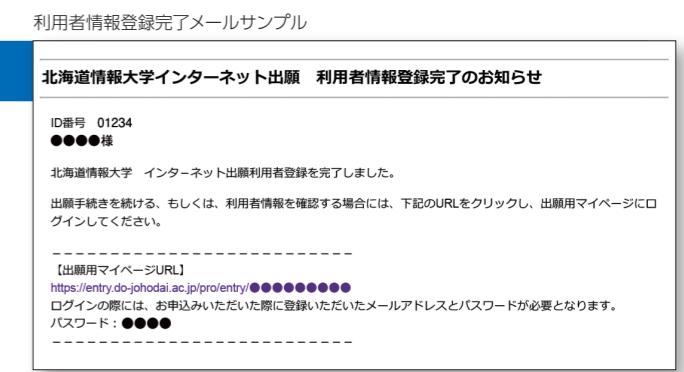 利用者情報登録完了メールサンプル
北海道情報大学インターネット出願　利用者情報登録完了のお知らせ
ID番号　01234
●●●●様
北海道情報大学　インターネット出願利用者登録を完了しました。
出願手続きを続ける、もしくは、利用者情報を確認する場合には、下記のURLをクリックし、出願用マイページにロ
グインしてください。
－－－－－－－－－－－－－－－－－－－－－－－－－－
【出願用マイページURL】
https://entry.do-johodai.ac.jp/pro/entry/●●●●●●●●●
ログインの際には、お申込みいただいた際に登録いただいたメールアドレスとパスワードが必要となります。
パスワード：●●●●
－－－－－－－－－－－－－－－－－－－－－－－－－－